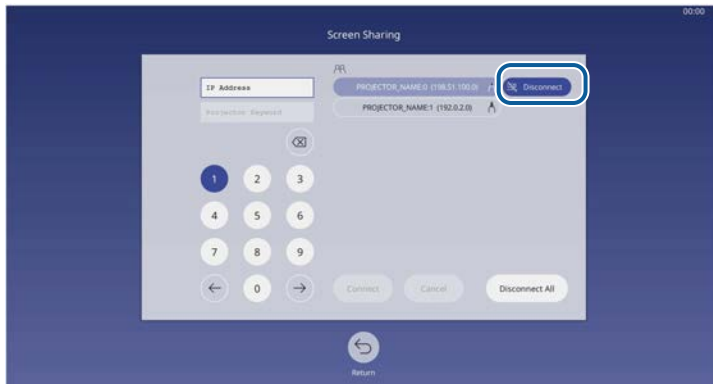 00:00
Screen Sharing
IP Address
Projector Keyword
PROJECTOR_NAME:0 (198.51.100.0)
Disconnect
PROJECTOR_NAME:1 (192.0.2.0)
1 2 3
4 5 6
7 8 9
0
Connect Cancel Disconnect All
Return